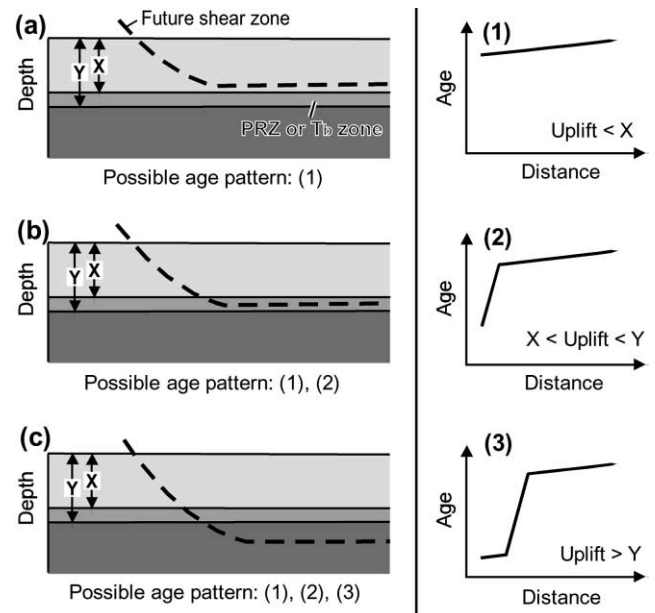 (a)
Future shear zone
Depth
Y
X
PRZ or Tb zone
Possible age pattern: (1)
(b)
Depth
Y
X
Possible age pattern: (1), (2)
(c)
Depth
Y
X
Possible age pattern: (1), (2), (3)
(1)
Age
Uplift < X
Distance
(2)
Age
X < Uplift < Y
Distance
(3)
Age
Uplift > Y
Distance